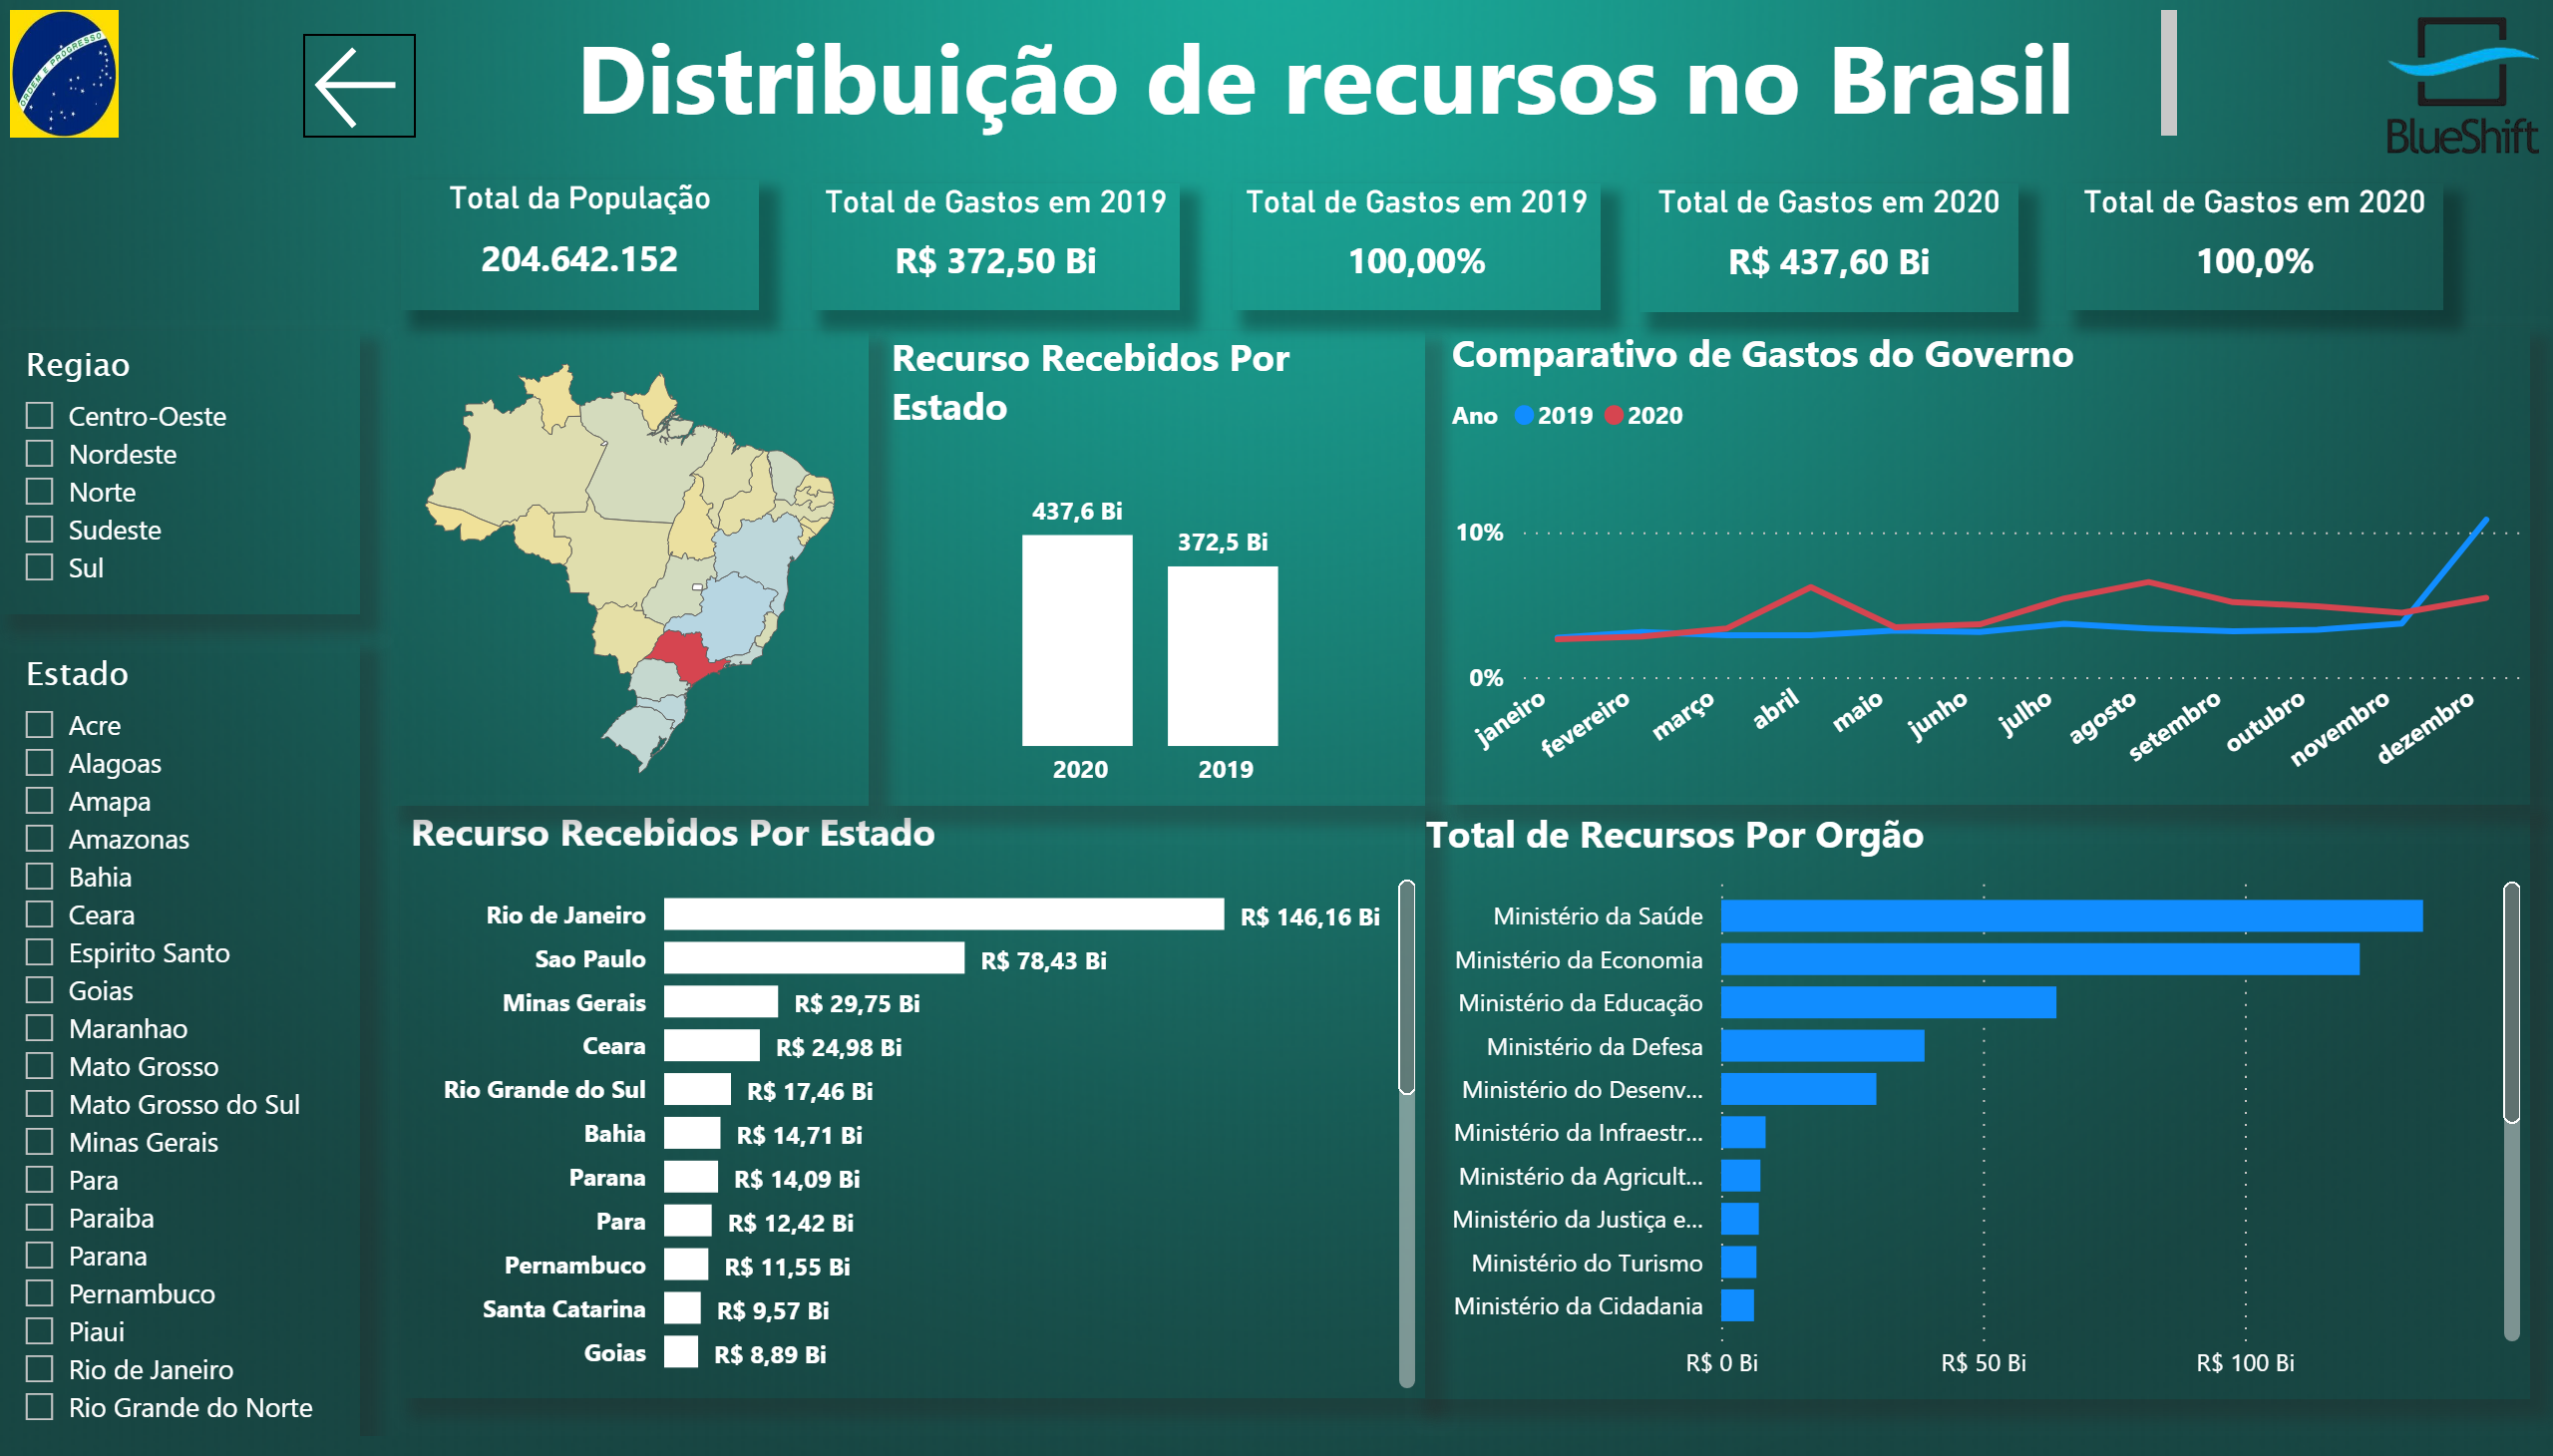 ORDEM E PROGRESSO
Distribuição de recursos no Brasil
BlueShift
Total da População
204.642.152
Total de Gastos em 2019
R$ 372,50 Bi
Total de Gastos em 2019
100,00%
Total de Gastos em 2020
R$ 437,60 Bi
Total de Gastos em 2020
100,0%
Regiao
Centro-Oeste
Nordeste
Norte
Sudeste
Sul
Estado
Acre
Alagoas
Amapa
Amazonas
Bahia
Ceara
Espirito Santo
Goias
Maranhao
Mato Grosso
Mato Grosso do Sul
Minas Gerais
Para
Paraiba
Parana
Pernambuco
Piaui
Rio de Janeiro
Rio Grande do Norte
Recurso Recebidos Por
Estado
437,6 Bi
372,5 Bi
2020 2019
Comparativo de Gastos do Governo
Ano 2019 2020
10%
0%
janeiro fevereiro março abril maio junho julho agosto setembro outubro novembro dezembro
Recurso Recebidos Por Estado
Rio de Janeiro R$ 146,16 Bi
Sao Paulo R$ 78,43 Bi
Minas Gerais R$ 29,75 Bi
Ceara R$ 24,98 Bi
Rio Grande do Sul R$ 17,46 Bi
Bahia R$ 14,71 Bi
Parana R$ 14,09 Bi
Para R$ 12,42 Bi
Pernambuco R$ 11,55 Bi
Santa Catarina R$ 9,57 Bi
Goias R$ 8,89 Bi
Total de Recursos Por Orgão
Ministério da Saúde
Ministério da Economia
Ministério da Educação
Ministério da Defesa
Ministério do Desenv...
Ministério da Infraestr...
Ministério da Agricult...
Ministério da Justiça e...
Ministério do Turismo
Ministério da Cidadania
R$ 0 Bi R$ 50 Bi R$ 100 Bi